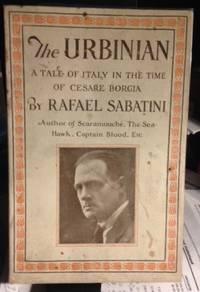 The URBINIAN
A TALE OF ITALY IN THE TIME
OF CESARE BORGIA
By RAFAEL SABATINI
Author of Scaramouche, The Sea-
Hawk, Captain Blood, Etc